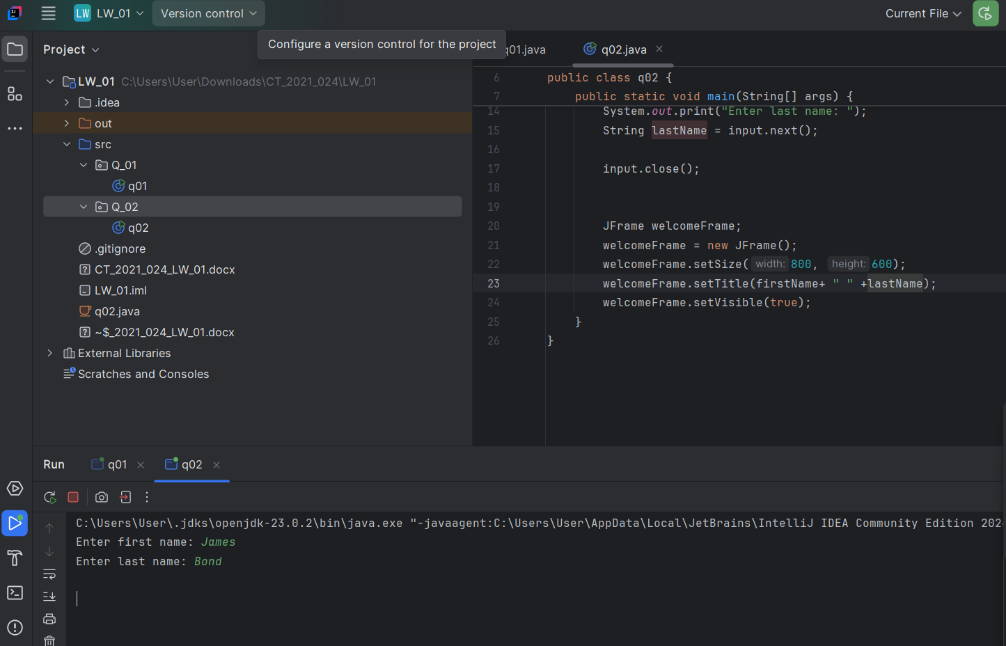 LW LW_01 Version control Current File
Configure a version control for the project
Project
q01.java q02.java
LW_01 C:\Users\User\Downloads\CT_2021_024\LW_01
.idea
out
src
Q_01
q01
Q_02
q02
.gitignore
CT_2021_024_LW_01.docx
LW_01.iml
q02.java
~$_2021_024_LW_01.docx
External Libraries
Scratches and Consoles
6 public class q02 {
7 public static void main(String[] args) {
14 System.out.print("Enter last name: ");
15 String lastName = input.next();
16
17 input.close();
18
19
20 JFrame welcomeFrame;
21 welcomeFrame = new JFrame();
22 welcomeFrame.setSize( width: 800, height: 600);
23 welcomeFrame.setTitle(firstName+ " " +lastName);
24 welcomeFrame.setVisible(true);
25 }
26 }
Run q01 q02
C:\Users\User\.jdks\openjdk-23.0.2\bin\java.exe "-javaagent:C:\Users\User\AppData\Local\JetBrains\IntelliJ IDEA Community Edition 202
Enter first name: James
Enter last name: Bond